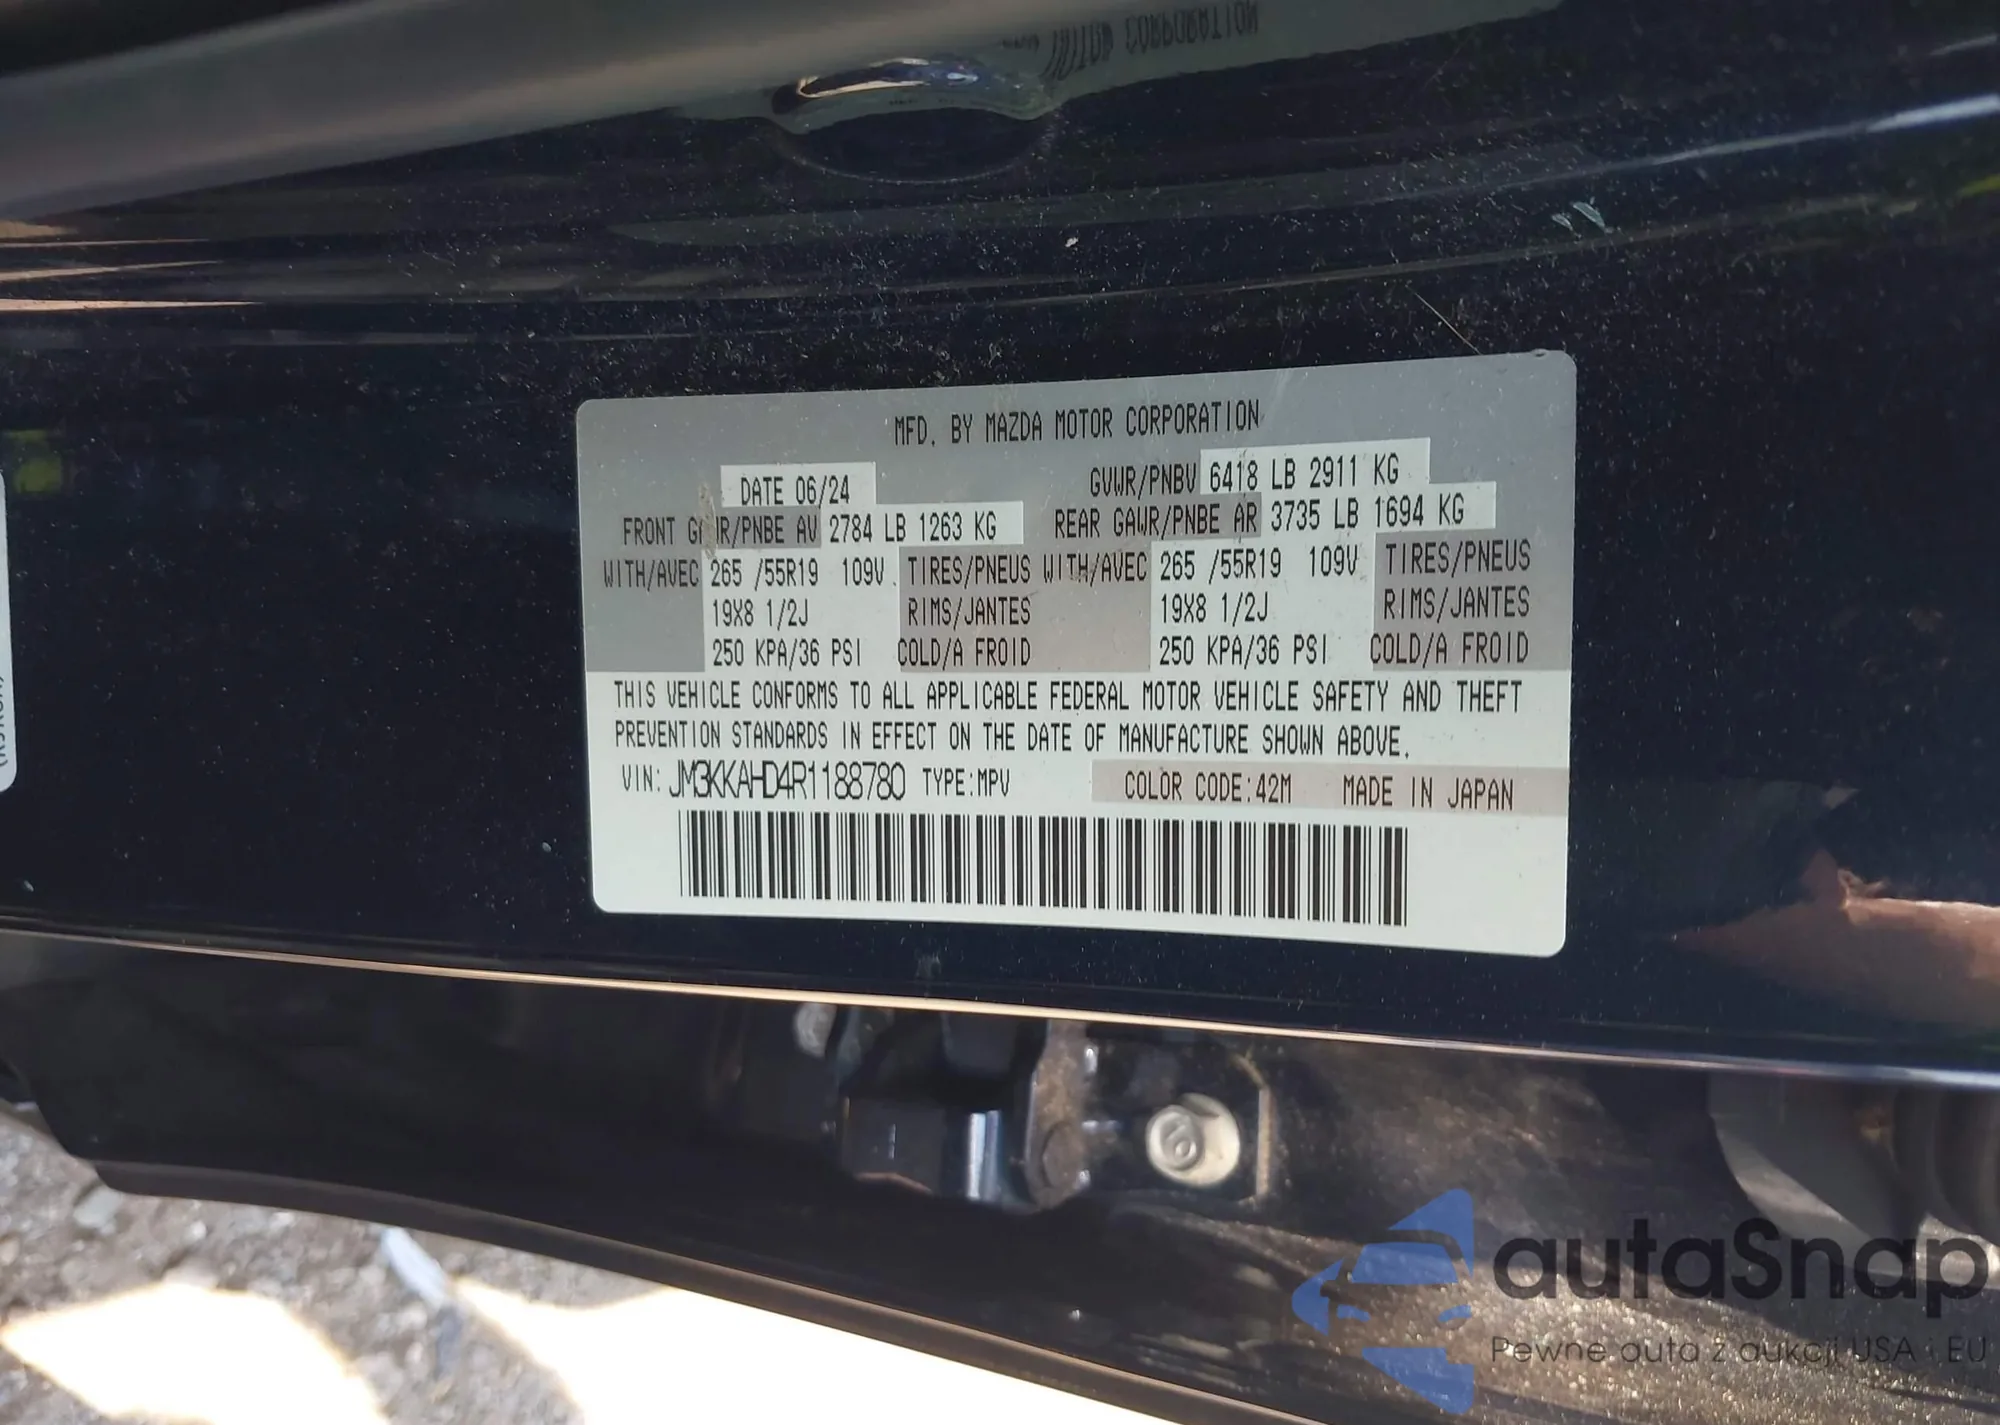 MFD. BY MAZDA MOTOR CORPORATION
DATE 06/24 GVWR/PNBV 6418 LB 2911 KG
FRONT GAWR/PNBE AV 2784 LB 1263 KG REAR GAWR/PNBE AR 3735 LB 1694 KG
WITH/AVEC 265 /55R19 109V TIRES/PNEUS WITH/AVEC 265 /55R19 109V TIRES/PNEUS
19X8 1/2J RIMS/JANTES 19X8 1/2J RIMS/JANTES
250 KPA/36 PSI COLD/A FROID 250 KPA/36 PSI COLD/A FROID
THIS VEHICLE CONFORMS TO ALL APPLICABLE FEDERAL MOTOR VEHICLE SAFETY AND THEFT
PREVENTION STANDARDS IN EFFECT ON THE DATE OF MANUFACTURE SHOWN ABOVE.
VIN: JM3KKAHD4R1188780 TYPE:MPV COLOR CODE:42M MADE IN JAPAN
autaSnap
Pewne auta z aukcji USA i EU